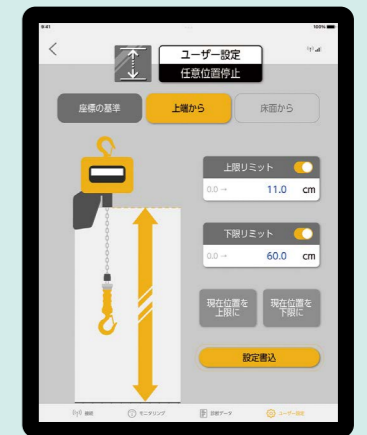 9:41
100%
ユーザー設定
任意位置停止
座標の基準
上端から
床面から
上限リミット
0.0 →
11.0 cm
下限リミット
0.0 →
60.0 cm
現在位置を
上限に
現在位置を
下限に
設定書込
接続
モニタリング
診断データ
ユーザー設定